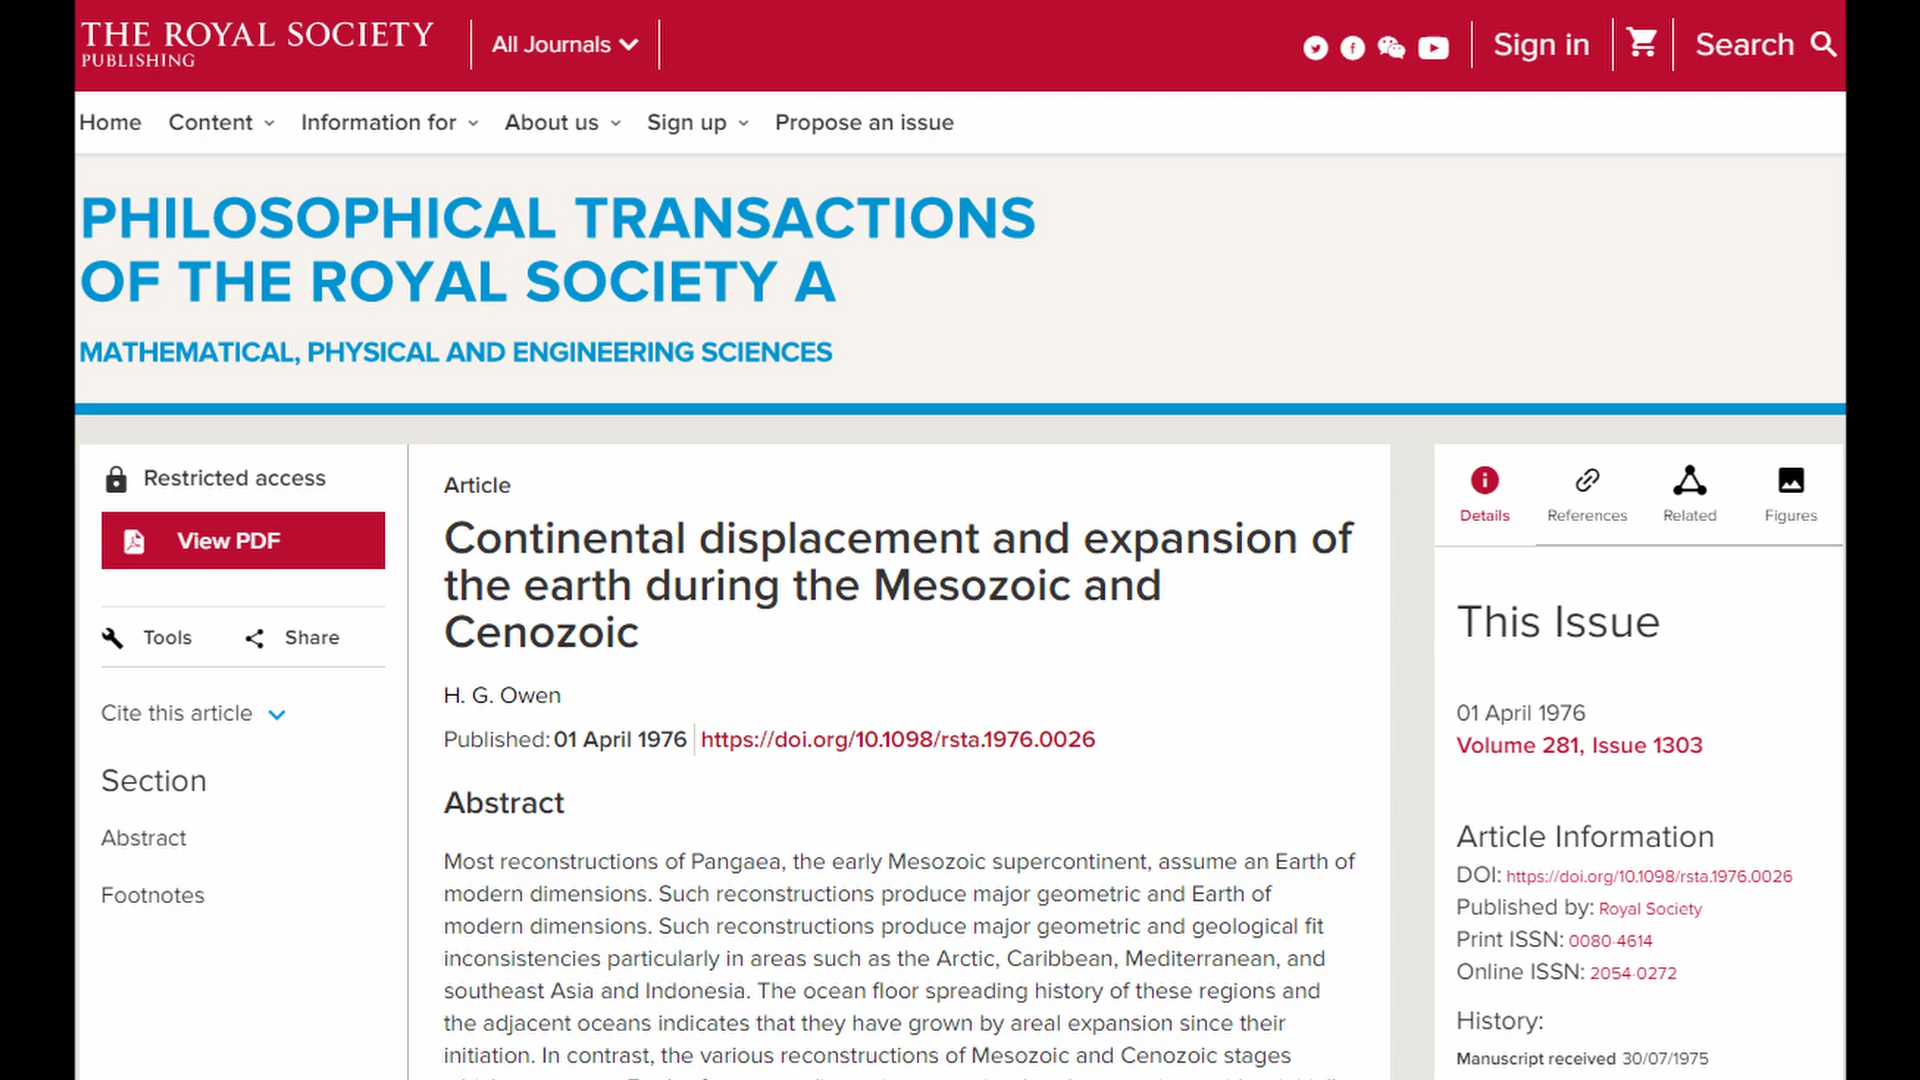 THE ROYAL SOCIETY
PUBLISHING
All Journals
Sign in
Search
Home
Content
Information for
About us
Sign up
Propose an issue
PHILOSOPHICAL TRANSACTIONS
OF THE ROYAL SOCIETY A
MATHEMATICAL, PHYSICAL AND ENGINEERING SCIENCES
Restricted access
View PDF
Tools
Share
Cite this article
Section
Abstract
Footnotes
Article
Continental displacement and expansion of
the earth during the Mesozoic and
Cenozoic
H. G. Owen
Published: 01 April 1976
https://doi.org/10.1098/rsta.1976.0026
Abstract
Most reconstructions of Pangaea, the early Mesozoic supercontinent, assume an Earth of
modern dimensions. Such reconstructions produce major geometric and Earth of
modern dimensions. Such reconstructions produce major geometric and geological fit
inconsistencies particularly in areas such as the Arctic, Caribbean, Mediterranean, and
southeast Asia and Indonesia. The ocean floor spreading history of these regions and
the adjacent oceans indicates that they have grown by areal expansion since their
initiation. In contrast, the various reconstructions of Mesozoic and Cenozoic stages
Details
References
Related
Figures
This Issue
01 April 1976
Volume 281, Issue 1303
Article Information
DOI: https://doi.org/10.1098/rsta.1976.0026
Published by: Royal Society
Print ISSN: 0080-4614
Online ISSN: 2054-0272
History:
Manuscript received 30/07/1975